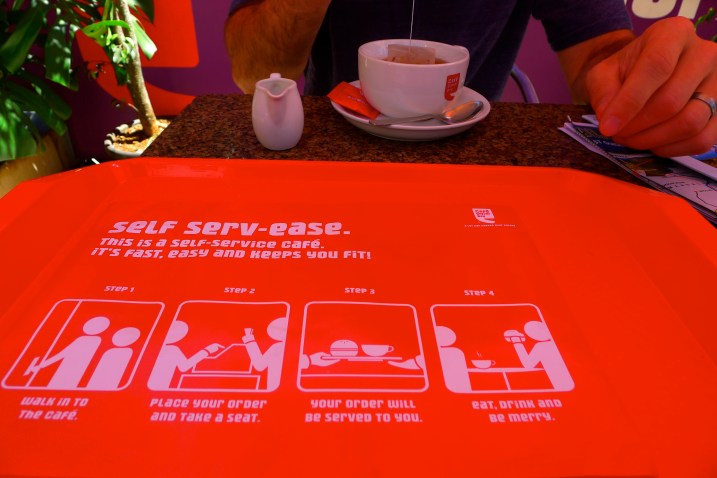 Self Serv-ease.
This is a self-service café.
It's fast, easy and keeps you fit!
Step 1
Step 2
Step 3
Step 4
Walk in to
the café.
Place your order
and take a seat.
Your order will
be served to you.
Eat, drink and
be merry.